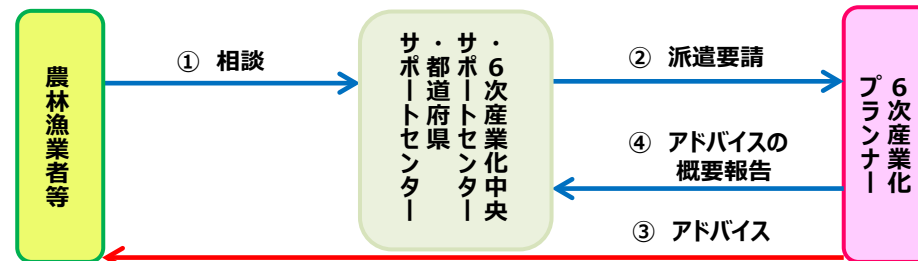 農林漁業者等
① 相談
・６次産業化中央
サポートセンター
・都道府県
サポートセンター
② 派遣要請
④ アドバイスの
概要報告
③ アドバイス
６次産業化
プランナー